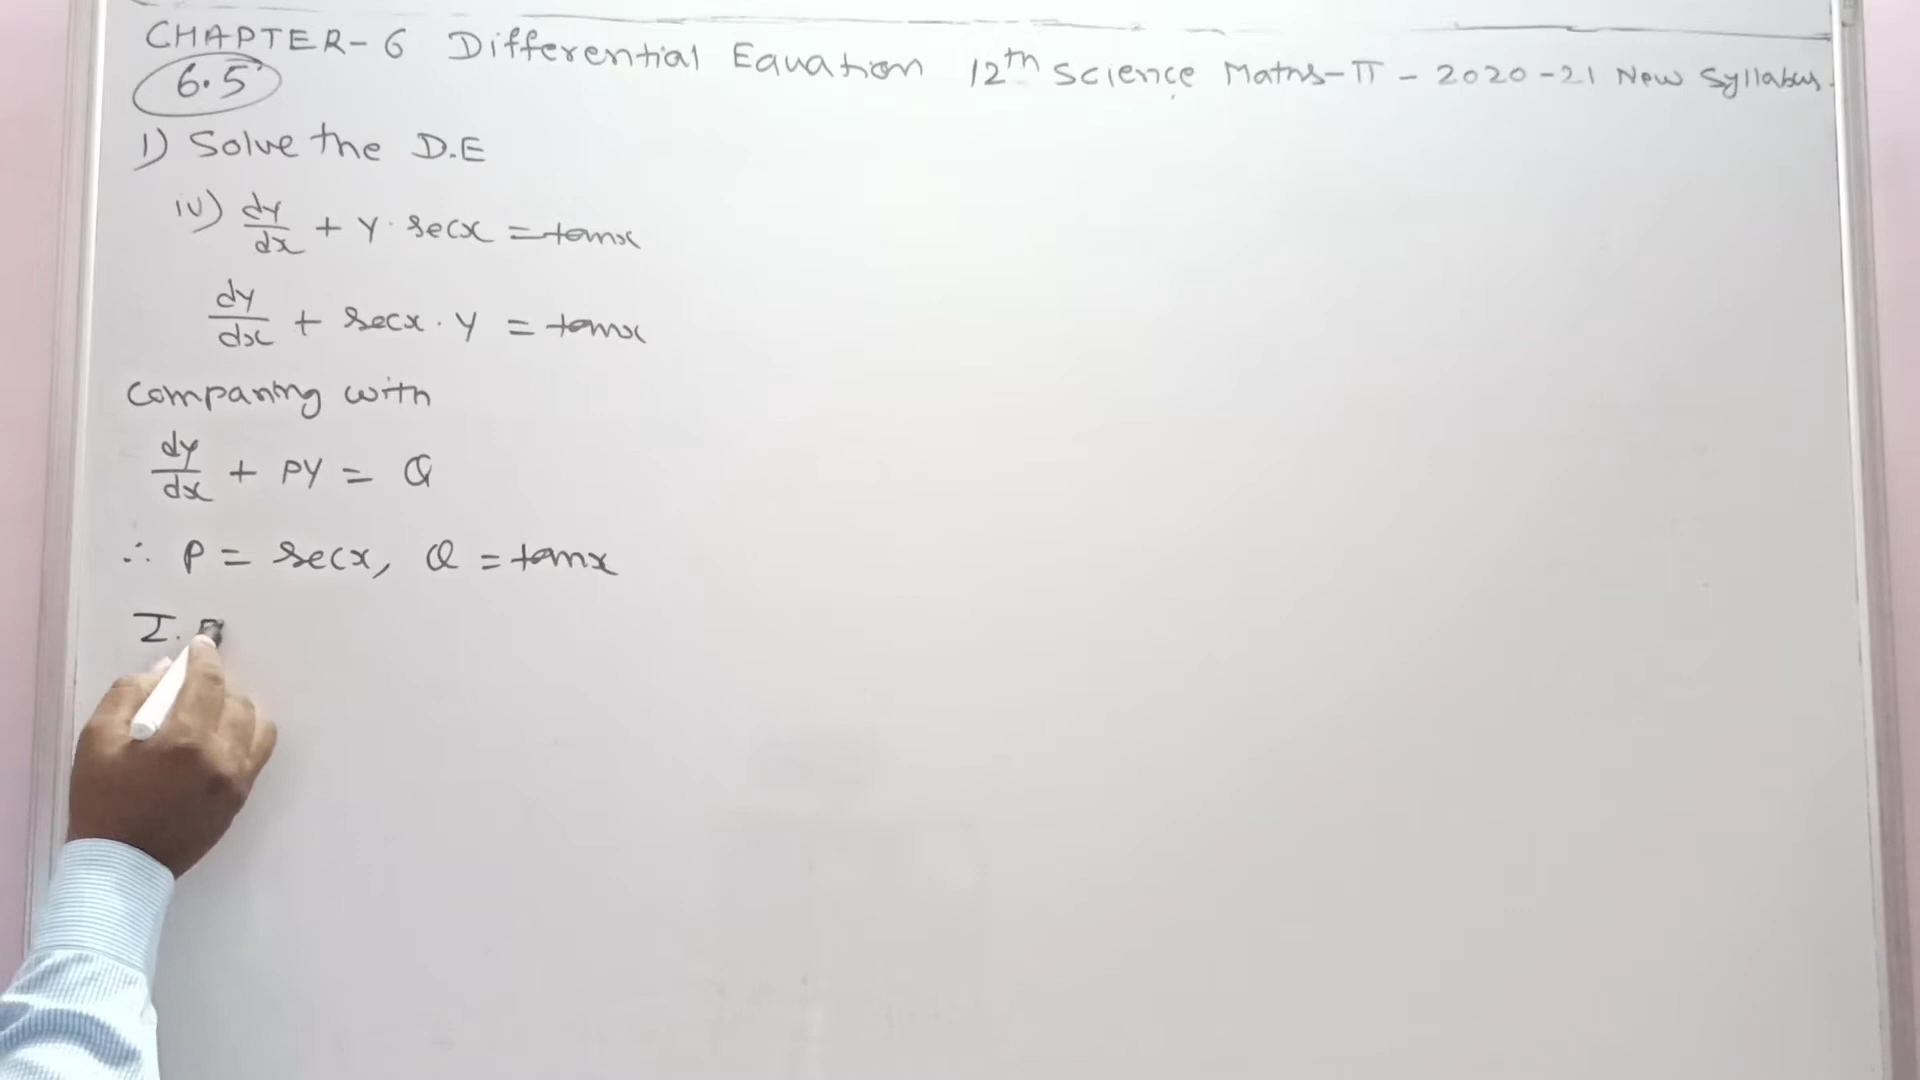 CHAPTER-6 Differential Equation 12th Science Maths-II - 2020-21 New Syllabus.
6.5
1) Solve the D.E
iv) dy/dx + y. secx = tanx
dy/dx + secx. y = tanx
Comparing with
dy/dx + Py = Q
∴ P = secx, Q = tanx
I.